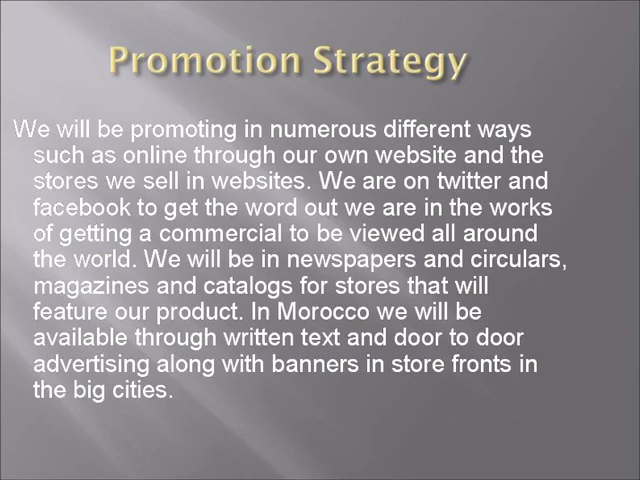 Promotion Strategy
We will be promoting in numerous different ways
such as online through our own website and the
stores we sell in websites. We are on twitter and
facebook to get the word out we are in the works
of getting a commercial to be viewed all around
the world. We will be in newspapers and circulars,
magazines and catalogs for stores that will
feature our product. In Morocco we will be
available through written text and door to door
advertising along with banners in store fronts in
the big cities.